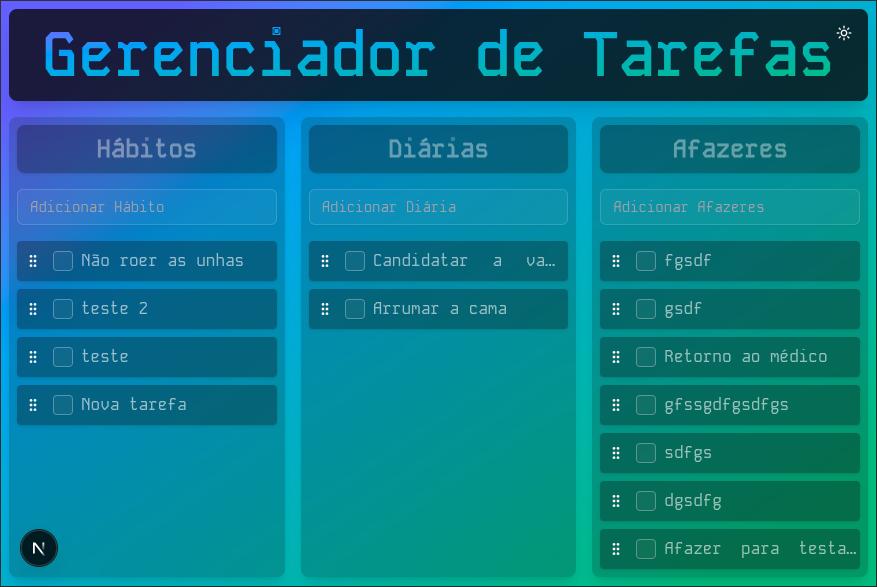 Gerenciador de Tarefas
Hábitos
Adicionar Hábito
Não roer as unhas
teste 2
teste
Nova tarefa
Diárias
Adicionar Diária
Candidatar a va...
Arrumar a cama
Afazeres
Adicionar Afazeres
fgsdf
gsdf
Retorno ao médico
gfssgdfgsdfgs
sdfgs
dgsdfg
Afazer para testa...
N